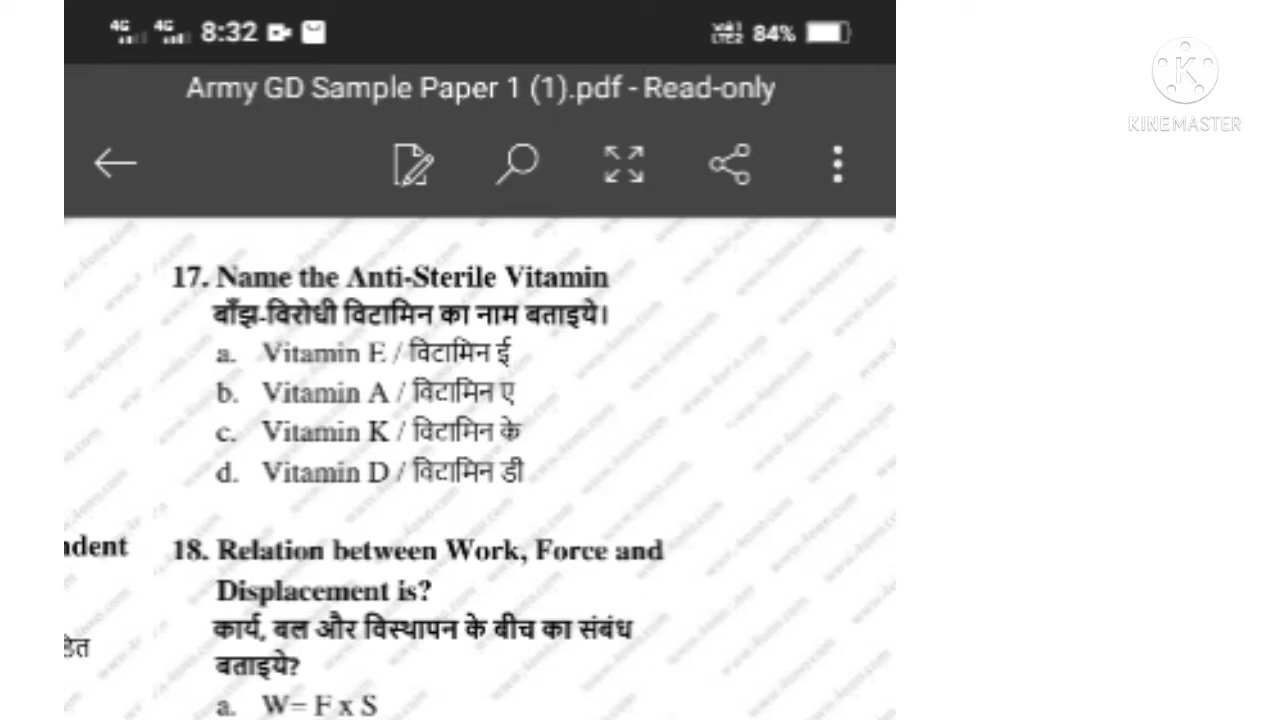 4G 4G 8:32 84%
Army GD Sample Paper 1 (1).pdf - Read-only
KINEMASTER
17. Name the Anti-Sterile Vitamin
बाँझ-विरोधी विटामिन का नाम बताइये।
a. Vitamin E / विटामिन ई
b. Vitamin A / विटामिन ए
c. Vitamin K / विटामिन के
d. Vitamin D / विटामिन डी
18. Relation between Work, Force and
Displacement is?
कार्य, बल और विस्थापन के बीच का संबंध
बताइये?
a. W= F x S